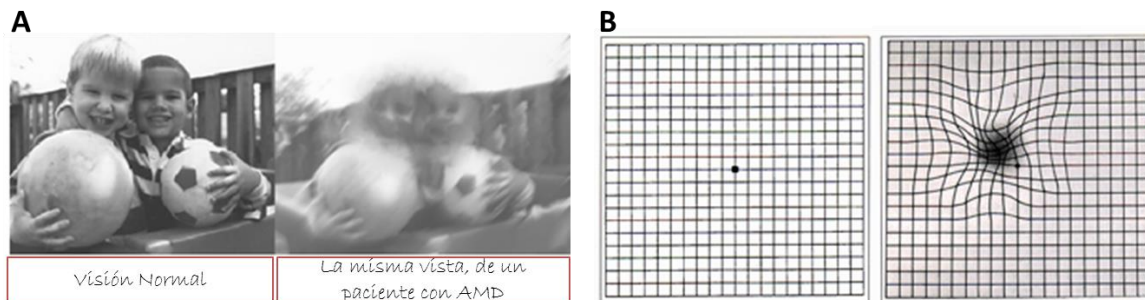 A
B
Visión Normal
La misma vista, de un
paciente con AMD